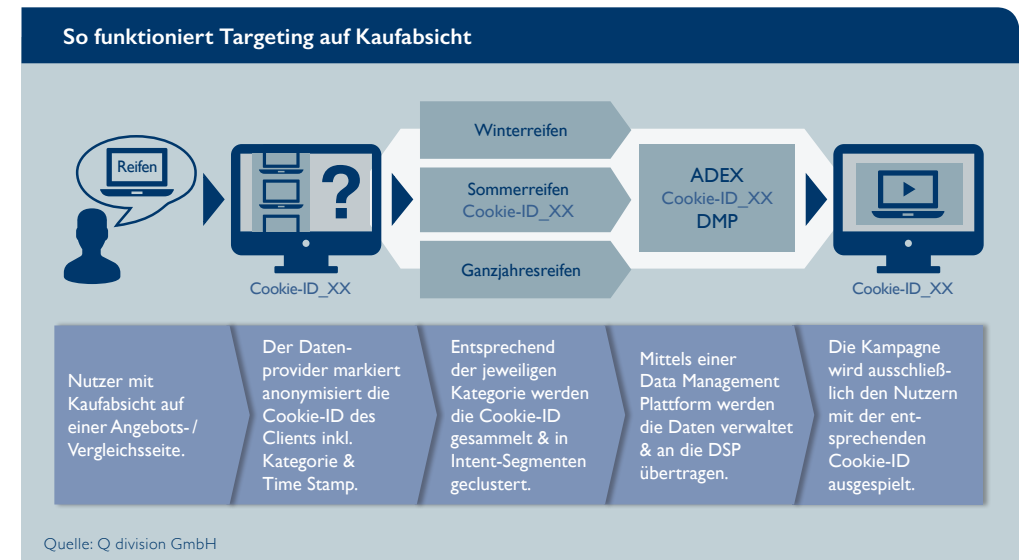 So funktioniert Targeting auf Kaufabsicht
Reifen
Cookie-ID_XX
Winterreifen
Sommerreifen
Cookie-ID_XX
Ganzjahresreifen
ADEX
Cookie-ID_XX
DMP
Cookie-ID_XX
Nutzer mit
Kaufabsicht auf
einer Angebots-/
Vergleichsseite.
Der Daten-
provider markiert
anonymisiert die
Cookie-ID des
Clients inkl.
Kategorie &
Time Stamp.
Entsprechend
der jeweiligen
Kategorie werden
die Cookie-ID
gesammelt & in
Intent-Segmenten
geclustert.
Mittels einer
Data Management
Plattform werden
die Daten verwaltet
& an die DSP
übertragen.
Die Kampagne
wird ausschließ-
lich den Nutzern
mit der ent-
sprechenden
Cookie-ID
ausgespielt.
Quelle: Q division GmbH